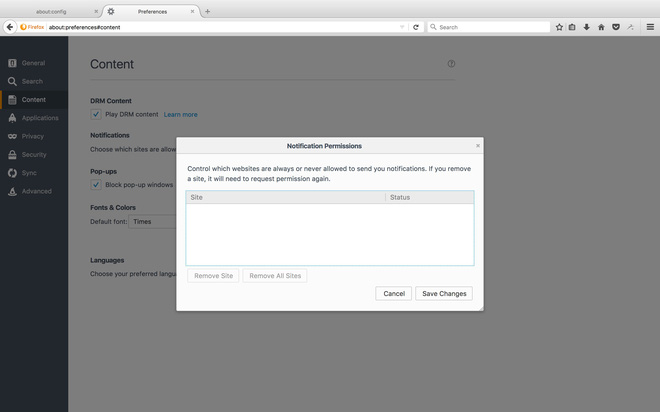 about:config
Preferences
Firefox
about:preferences#content
Search
General
Search
Content
Applications
Privacy
Security
Sync
Advanced
Content
DRM Content
Play DRM content Learn more
Notifications
Choose which sites are allow
Pop-ups
Block pop-up windows
Fonts & Colors
Default font: Times
Languages
Choose your preferred langu
Notification Permissions
Control which websites are always or never allowed to send you notifications. If you remove
a site, it will need to request permission again.
Site Status
Remove Site Remove All Sites
Cancel Save Changes